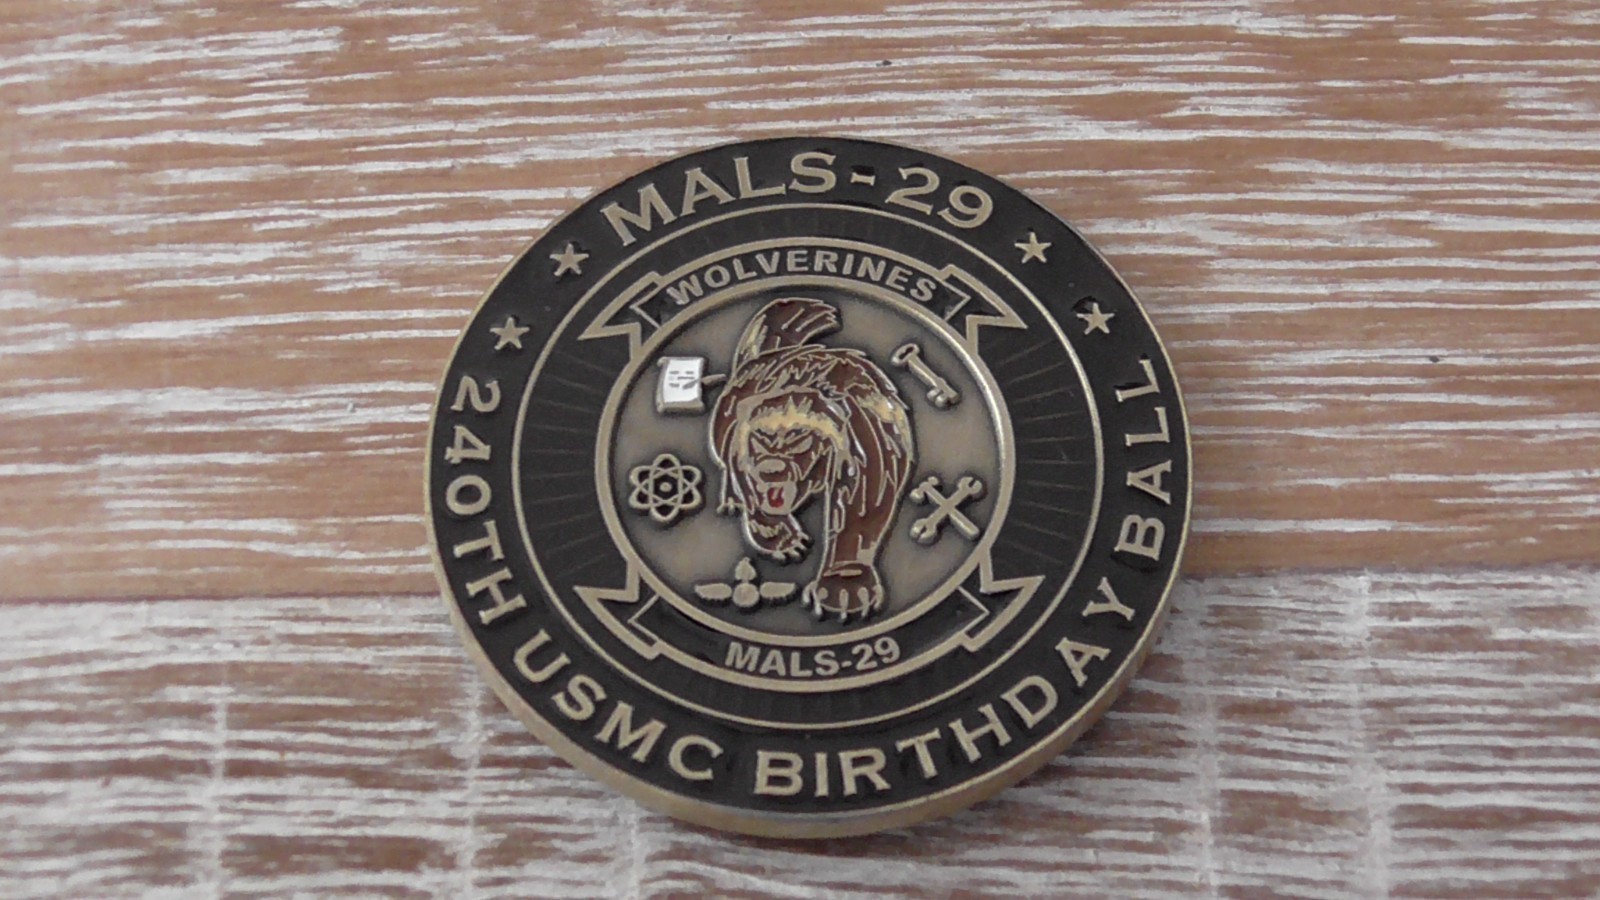 MALS-29
WOLVERINES
MALS-29
240TH USMC BIRTHDAY BALL